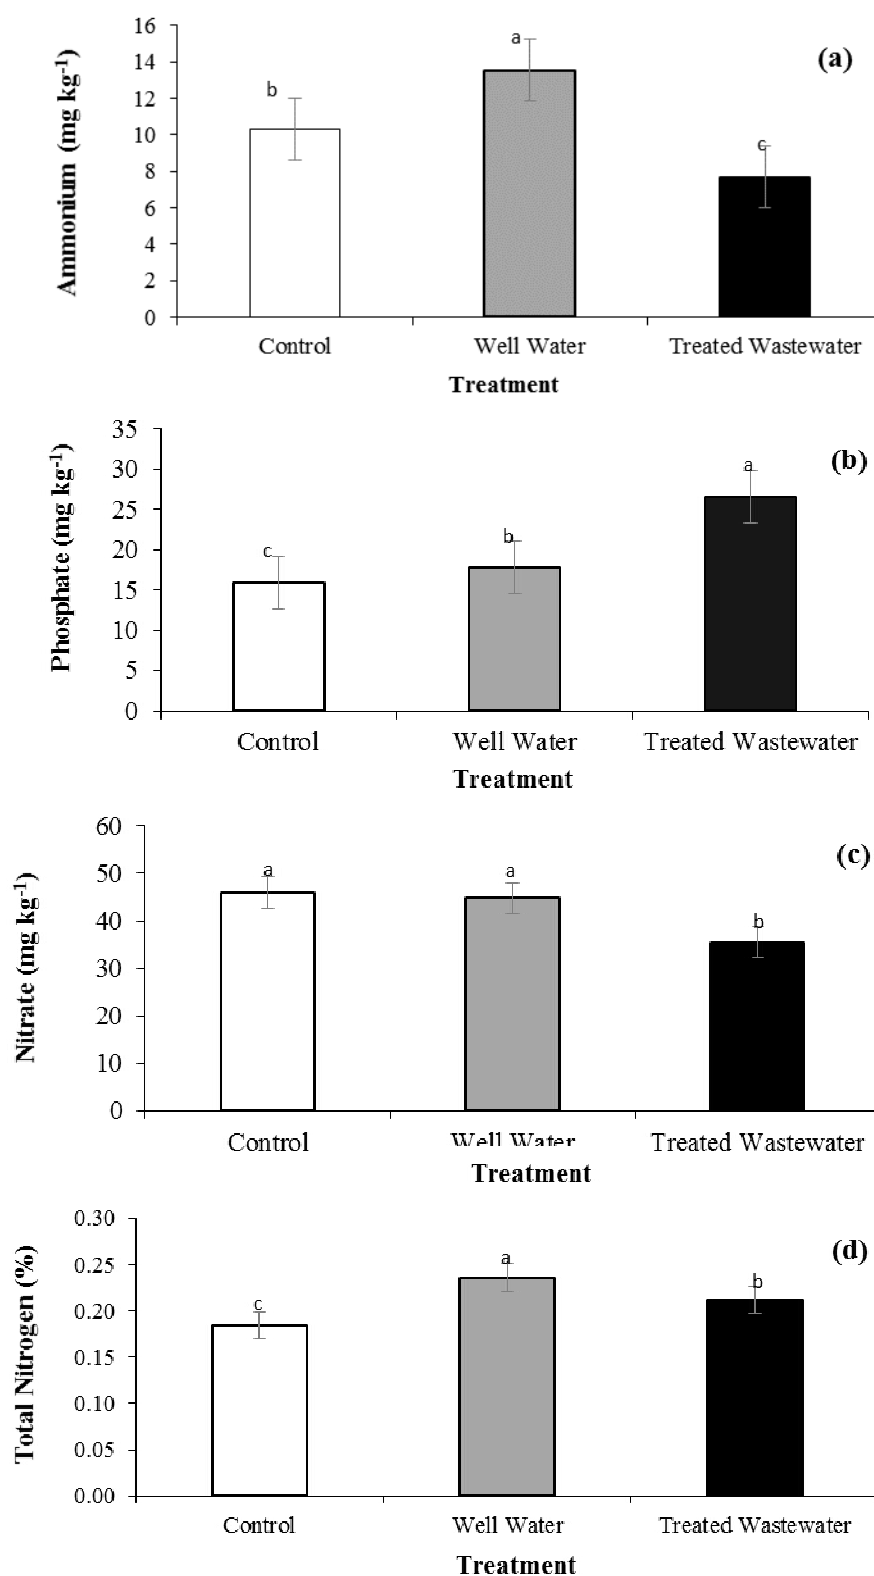 16
14
12
10
8
6
4
2
0
Ammonium (mg kg-1)
b
a
c
(a)
Control
Well Water
Treated Wastewater
Treatment
35
30
25
20
15
10
5
0
Phosphate (mg kg-1)
c
b
a
(b)
Control
Well Water
Treated Wastewater
Treatment
60
50
40
30
20
10
0
Nitrate (mg kg-1)
a
a
b
(c)
Control
Well Water
Treated Wastewater
Treatment
0.30
0.25
0.20
0.15
0.10
0.05
0.00
Total Nitrogen (%)
c
a
b
(d)
Control
Well Water
Treated Wastewater
Treatment